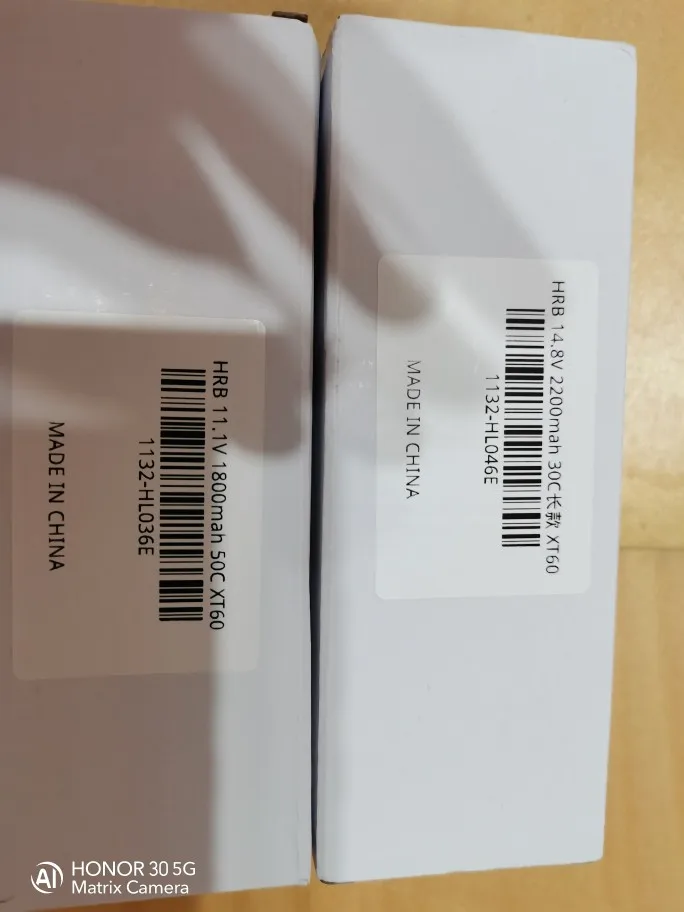 HRB 11.1V 1800mah 50C XT60
1132-HL036E
MADE IN CHINA
HRB 14.8V 2200mah 30C长款 XT60
1132-HL046E
MADE IN CHINA
AI HONOR 30 5G
Matrix Camera